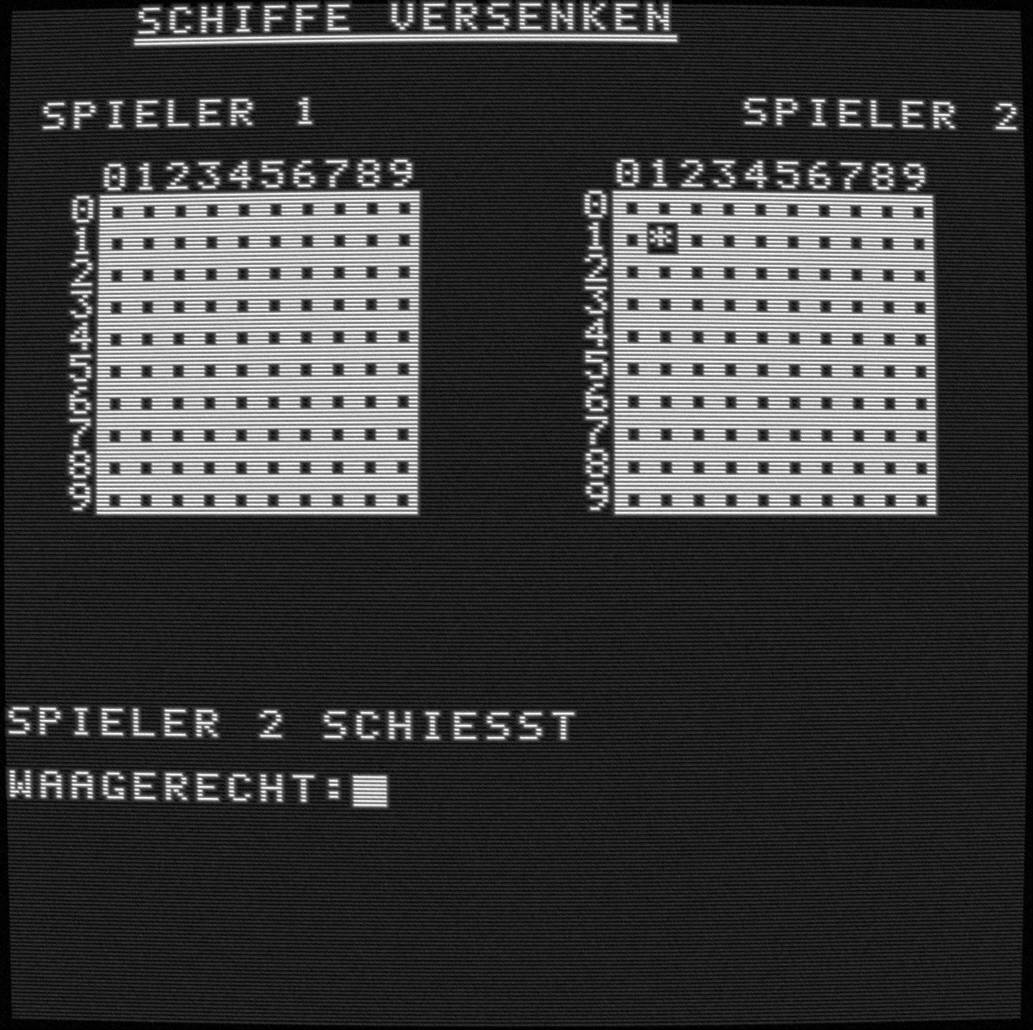 SCHIFFE VERSENKEN
SPIELER 1 SPIELER 2
0123456789 0123456789
0 0
1 1 *
2 2
3 3
4 4
5 5
6 6
7 7
8 8
9 9
SPIELER 2 SCHIESST
WAAGERECHT: